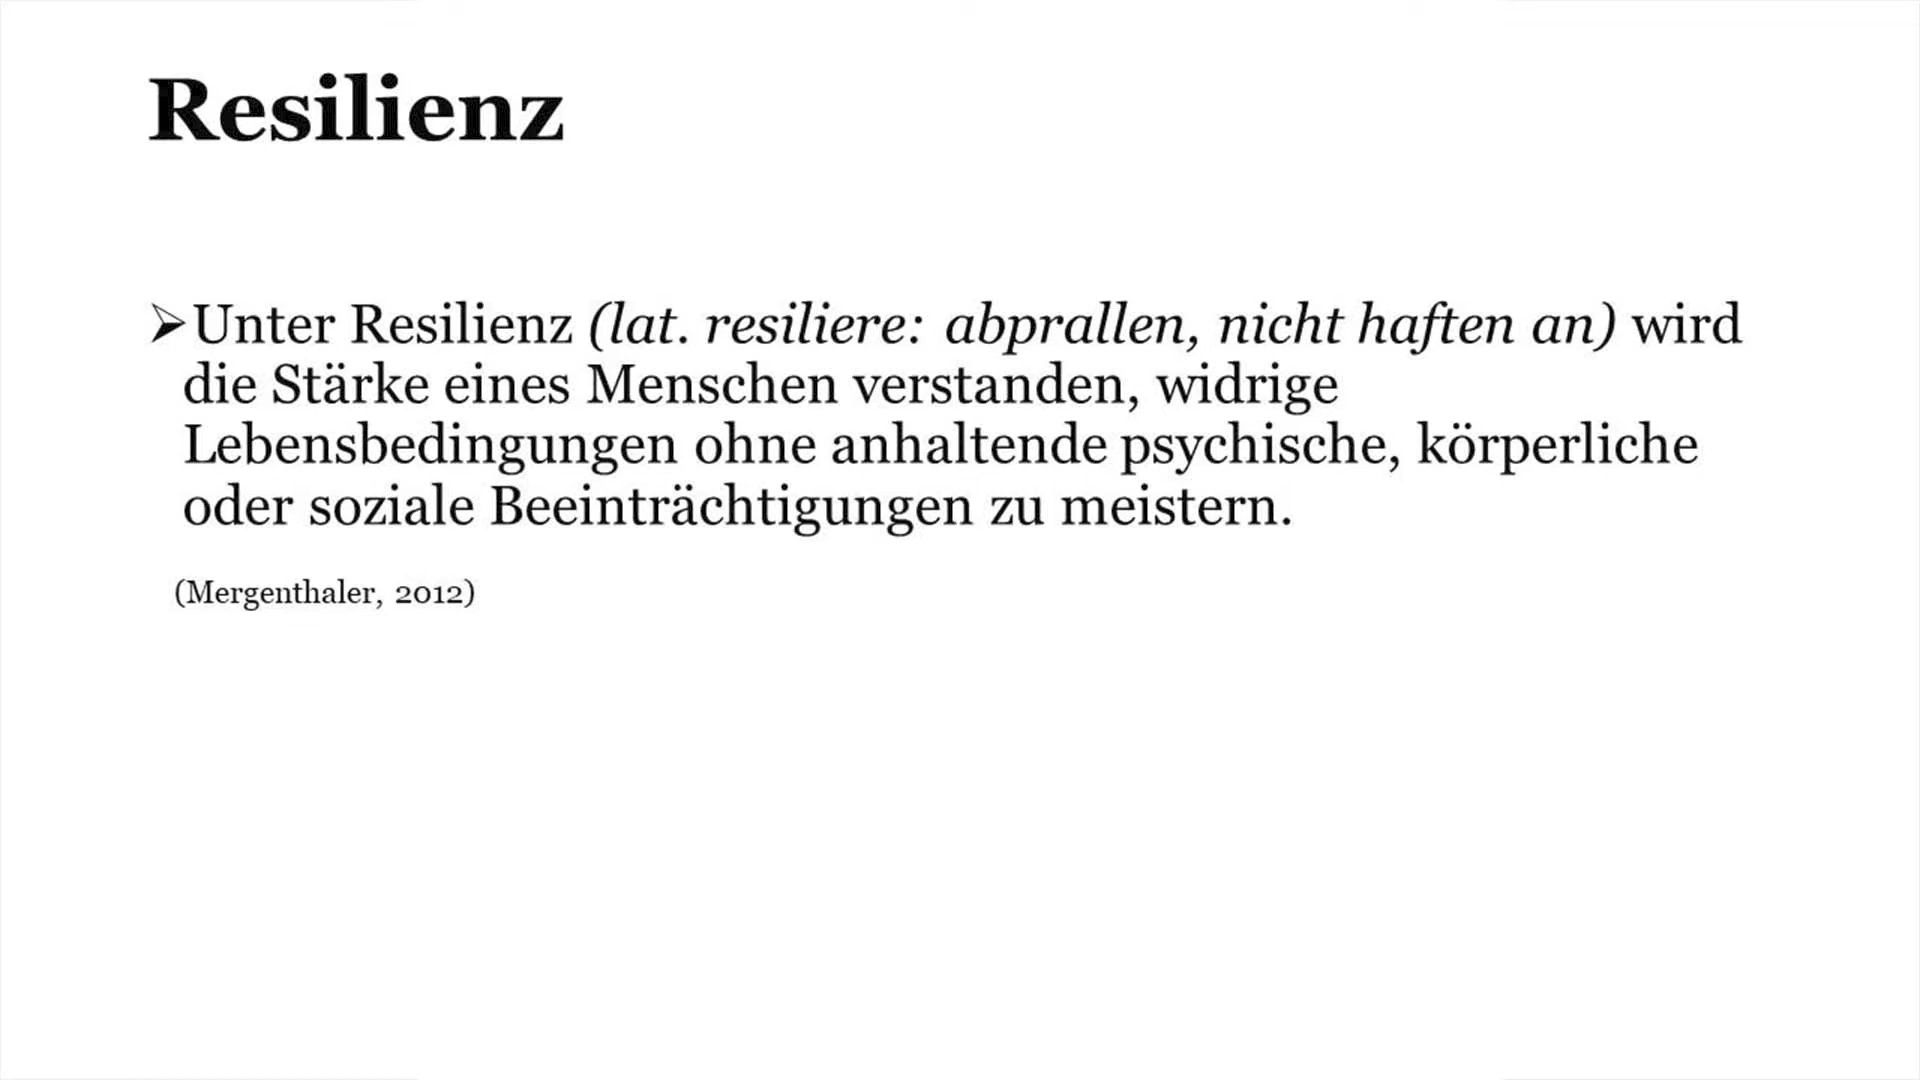 Resilienz
➢Unter Resilienz (lat. resiliere: abprallen, nicht haften an) wird
die Stärke eines Menschen verstanden, widrige
Lebensbedingungen ohne anhaltende psychische, körperliche
oder soziale Beeinträchtigungen zu meistern.
(Mergenthaler, 2012)